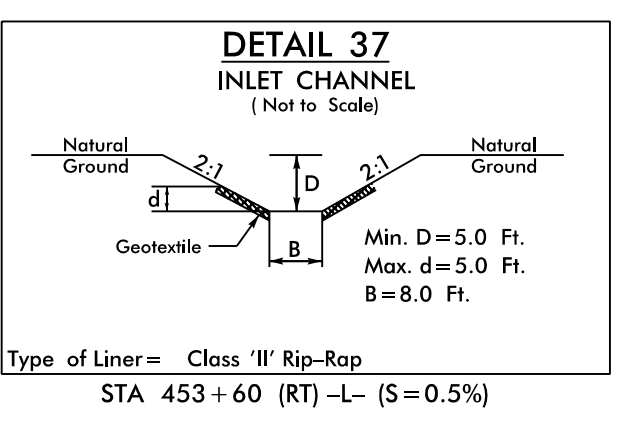 DETAIL 37
INLET CHANNEL
( Not to Scale)
Natural
Ground
2:1
D
2:1
Natural
Ground
d
Geotextile
B
Min. D=5.0 Ft.
Max. d=5.0 Ft.
B=8.0 Ft.
Type of Liner= Class 'II' Rip-Rap
STA 453+60 (RT) -L- (S=0.5%)